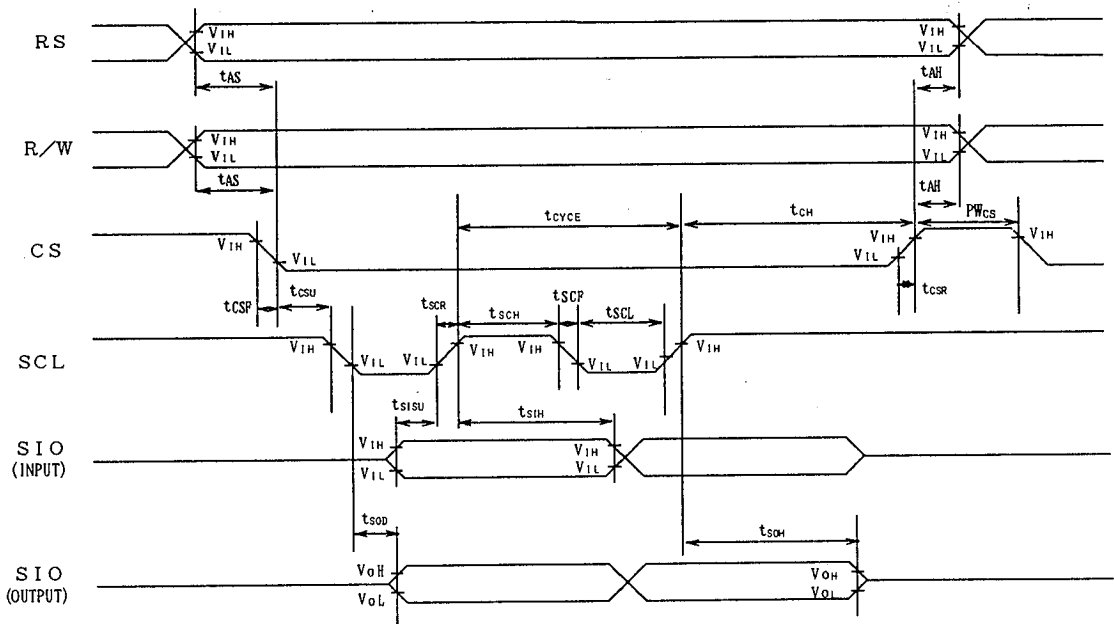 RS
VIH
VIL
tAS
VIH
VIL
tAH
R/W
VIH
VIL
tAS
VIH
VIL
tAH
CS
VIH
VIL
tCYCE
tCH
VIH
VIL
PWCS
VIH
tCSF
tCSU
tCSR
SCL
VIH
VIL
VIL
tSCR
VIH
tSCH
VIH
tSCF
VIL
tSCL
VIL
VIH
SIO
(INPUT)
tSISU
VIH
VIL
tSIH
VIH
VIL
SIO
(OUTPUT)
tSOD
VOH
VOL
tSOH
VOH
VOL